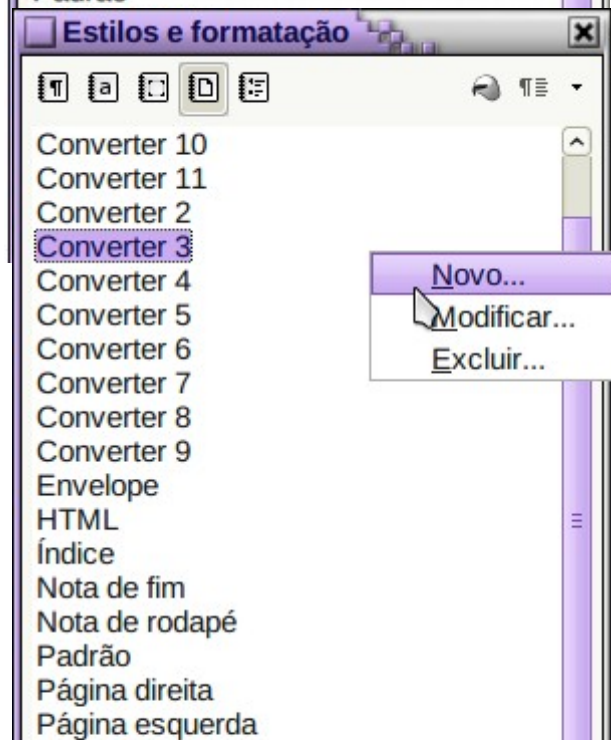 Estilos e formatação
Converter 10
Converter 11
Converter 2
Converter 3
Novo...
Converter 4
Modificar...
Converter 5
Excluir...
Converter 6
Converter 7
Converter 8
Converter 9
Envelope
HTML
Índice
Nota de fim
Nota de rodapé
Padrão
Página direita
Página esquerda